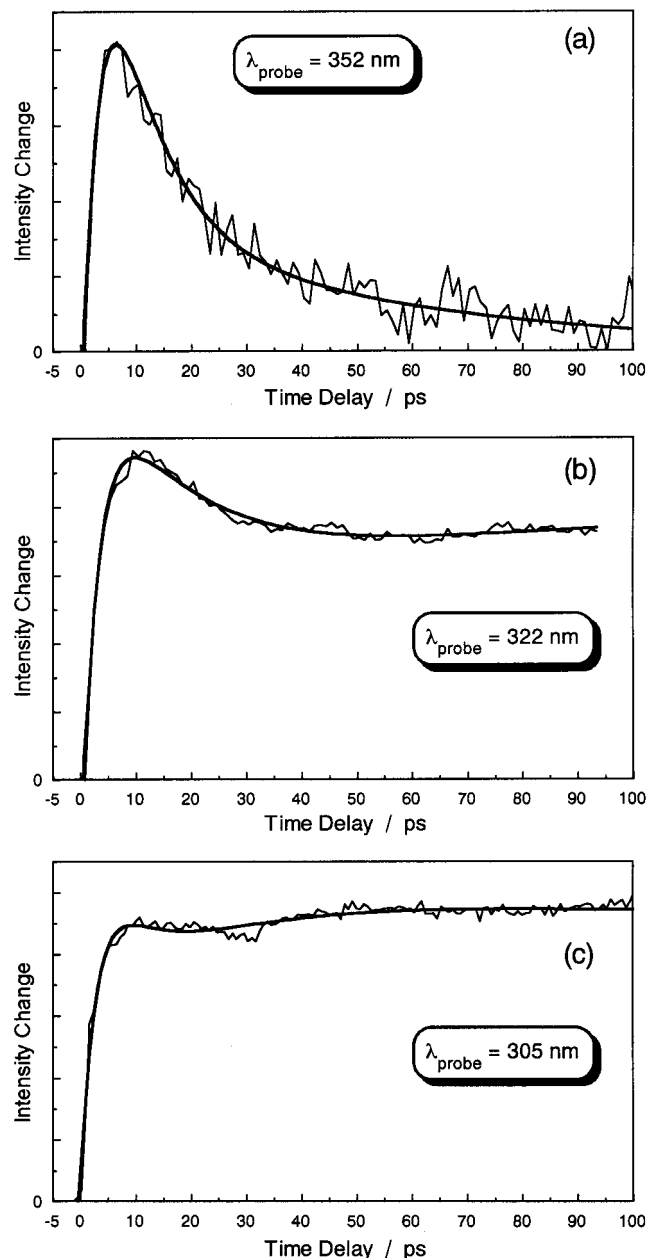 (a)
λprobe = 352 nm
Intensity Change
0
-5 0 10 20 30 40 50 60 70 80 90 100
Time Delay / ps
(b)
λprobe = 322 nm
Intensity Change
0
-5 0 10 20 30 40 50 60 70 80 90 100
Time Delay / ps
(c)
λprobe = 305 nm
Intensity Change
0
-5 0 10 20 30 40 50 60 70 80 90 100
Time Delay / ps